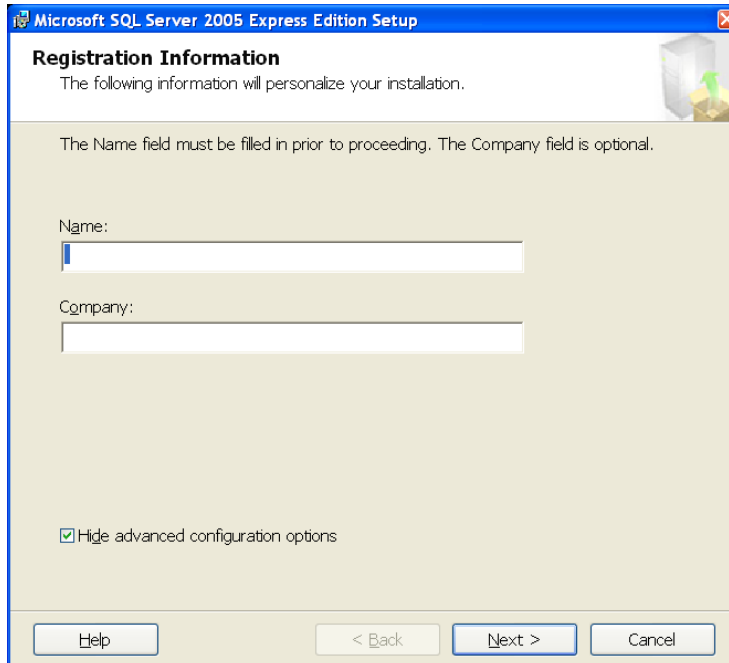 Microsoft SQL Server 2005 Express Edition Setup
Registration Information
The following information will personalize your installation.
The Name field must be filled in prior to proceeding. The Company field is optional.
Name:
Company:
Hide advanced configuration options
Help < Back Next > Cancel